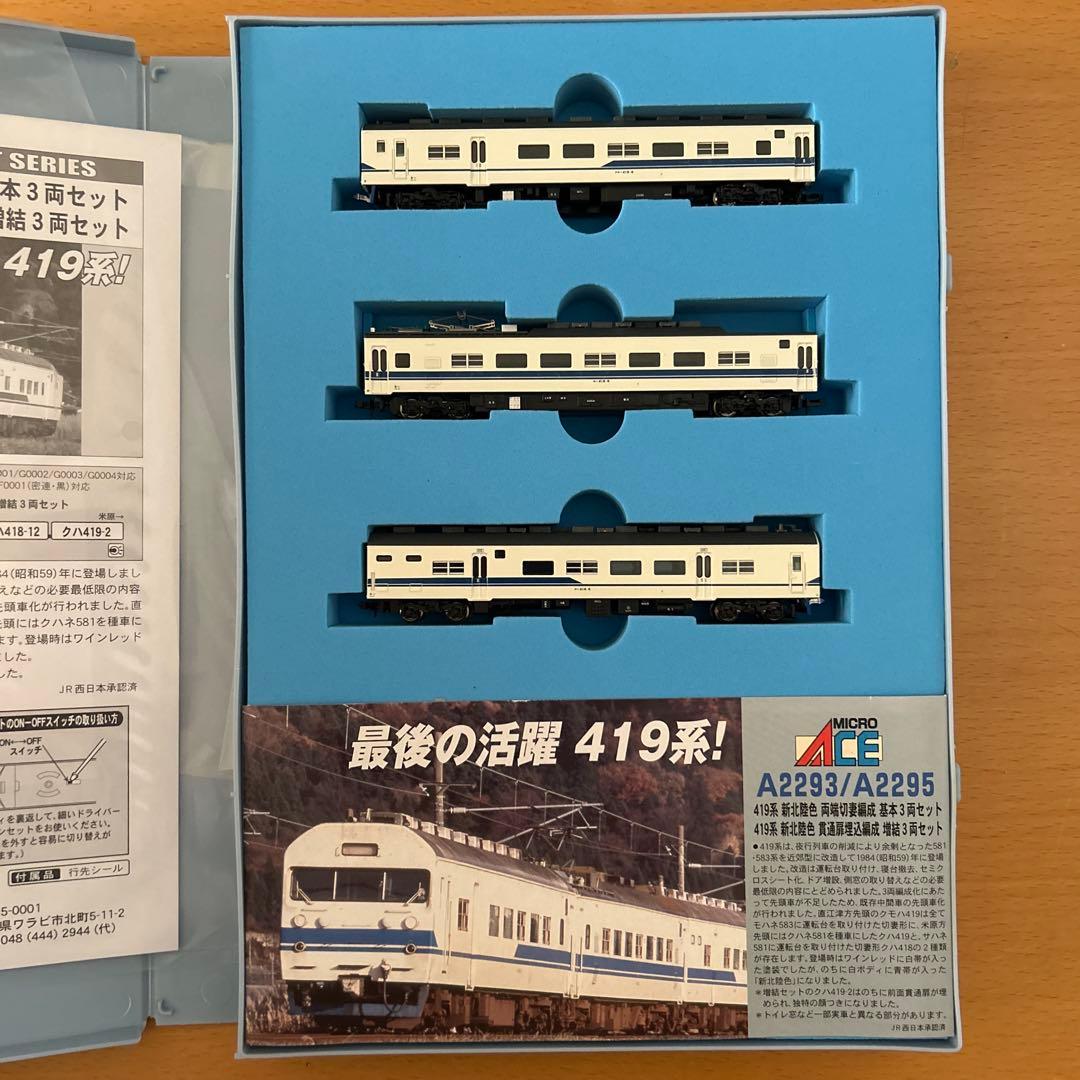 SERIES
本3両セット
増結3両セット
419系!
001/G0002/G0003/G0004対応
F0001(密連・黒)対応
増結3両セット
米原→
418-12
クハ419-2
84(昭和59)年に登場しまし
えなどの必要最低限の内容
先頭車化が行われました。直
先頭にはクハネ581を種車に
ます。登場時はワインレッド
ました。
した。
JR西日本承認済
トのON-OFFスイッチの取り扱い方
ON←→OFF
スイッチ
ィを裏返して、細いドライバー
ンセットをお使いください。
を外すと容易に切り替えが
付属品 行先シール
5-0001
県ワラビ市北町5-11-2
048 (444) 2944 (代)
最後の活躍 419系!
MICRO
ACE
A2293/A2295
419系 新北陸色 両端切妻編成 基本3両セット
419系 新北陸色 貫通扉埋込編成 増結3両セット
●419系は、夜行列車の削減により余剰となった581
・583系を近郊型に改造して1984(昭和59)年に登場
しました。改造は運転台取り付け、寝台撤去、セミク
ロスシート化、ドア増設、側窓の取り替えなどの必要
最低限の内容にとどめられました。3両編成化にあた
って先頭車が不足したため、既存中間車の先頭車化
が行われました。直江津方先頭のクモハ419は全て
モハネ583に運転台を取り付けた切妻形に、米原方
先頭にはクハネ581を種車にしたクハ419と、サハネ
581に運転台を取り付けた切妻形クハ418の2種類
が存在します。登場時はワインレッドに白帯が入っ
た塗装でしたが、のちに白ボディに青帯が入った
「新北陸色」になりました。
＊増結セットのクハ419-2はのちに前面貫通扉が埋
められ、独特の顔つきになりました。
＊トイレ窓など一部実車と異なる部分があります。
JR西日本承認済